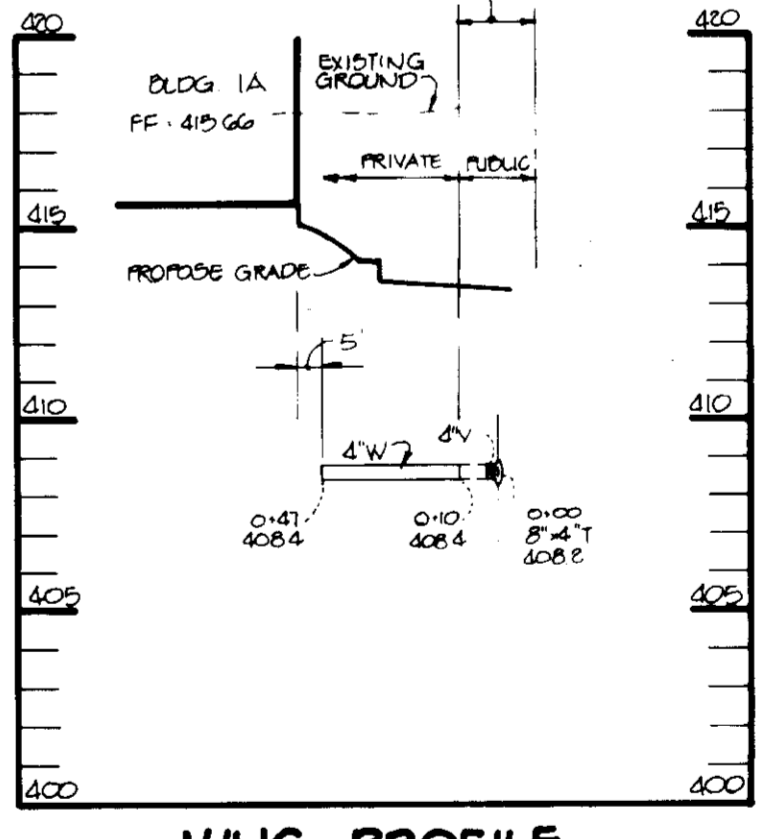 420
420
BLDG. 1A
FF. 415.66
EXISTING
GROUND
PRIVATE
PUBLIC
415
415
PROPOSE GRADE
5'
410
410
4"W
4"V
0+47
408.4
0+10
408.4
0+00
8"x4"T
408.2
405
405
400
400
PROFILE